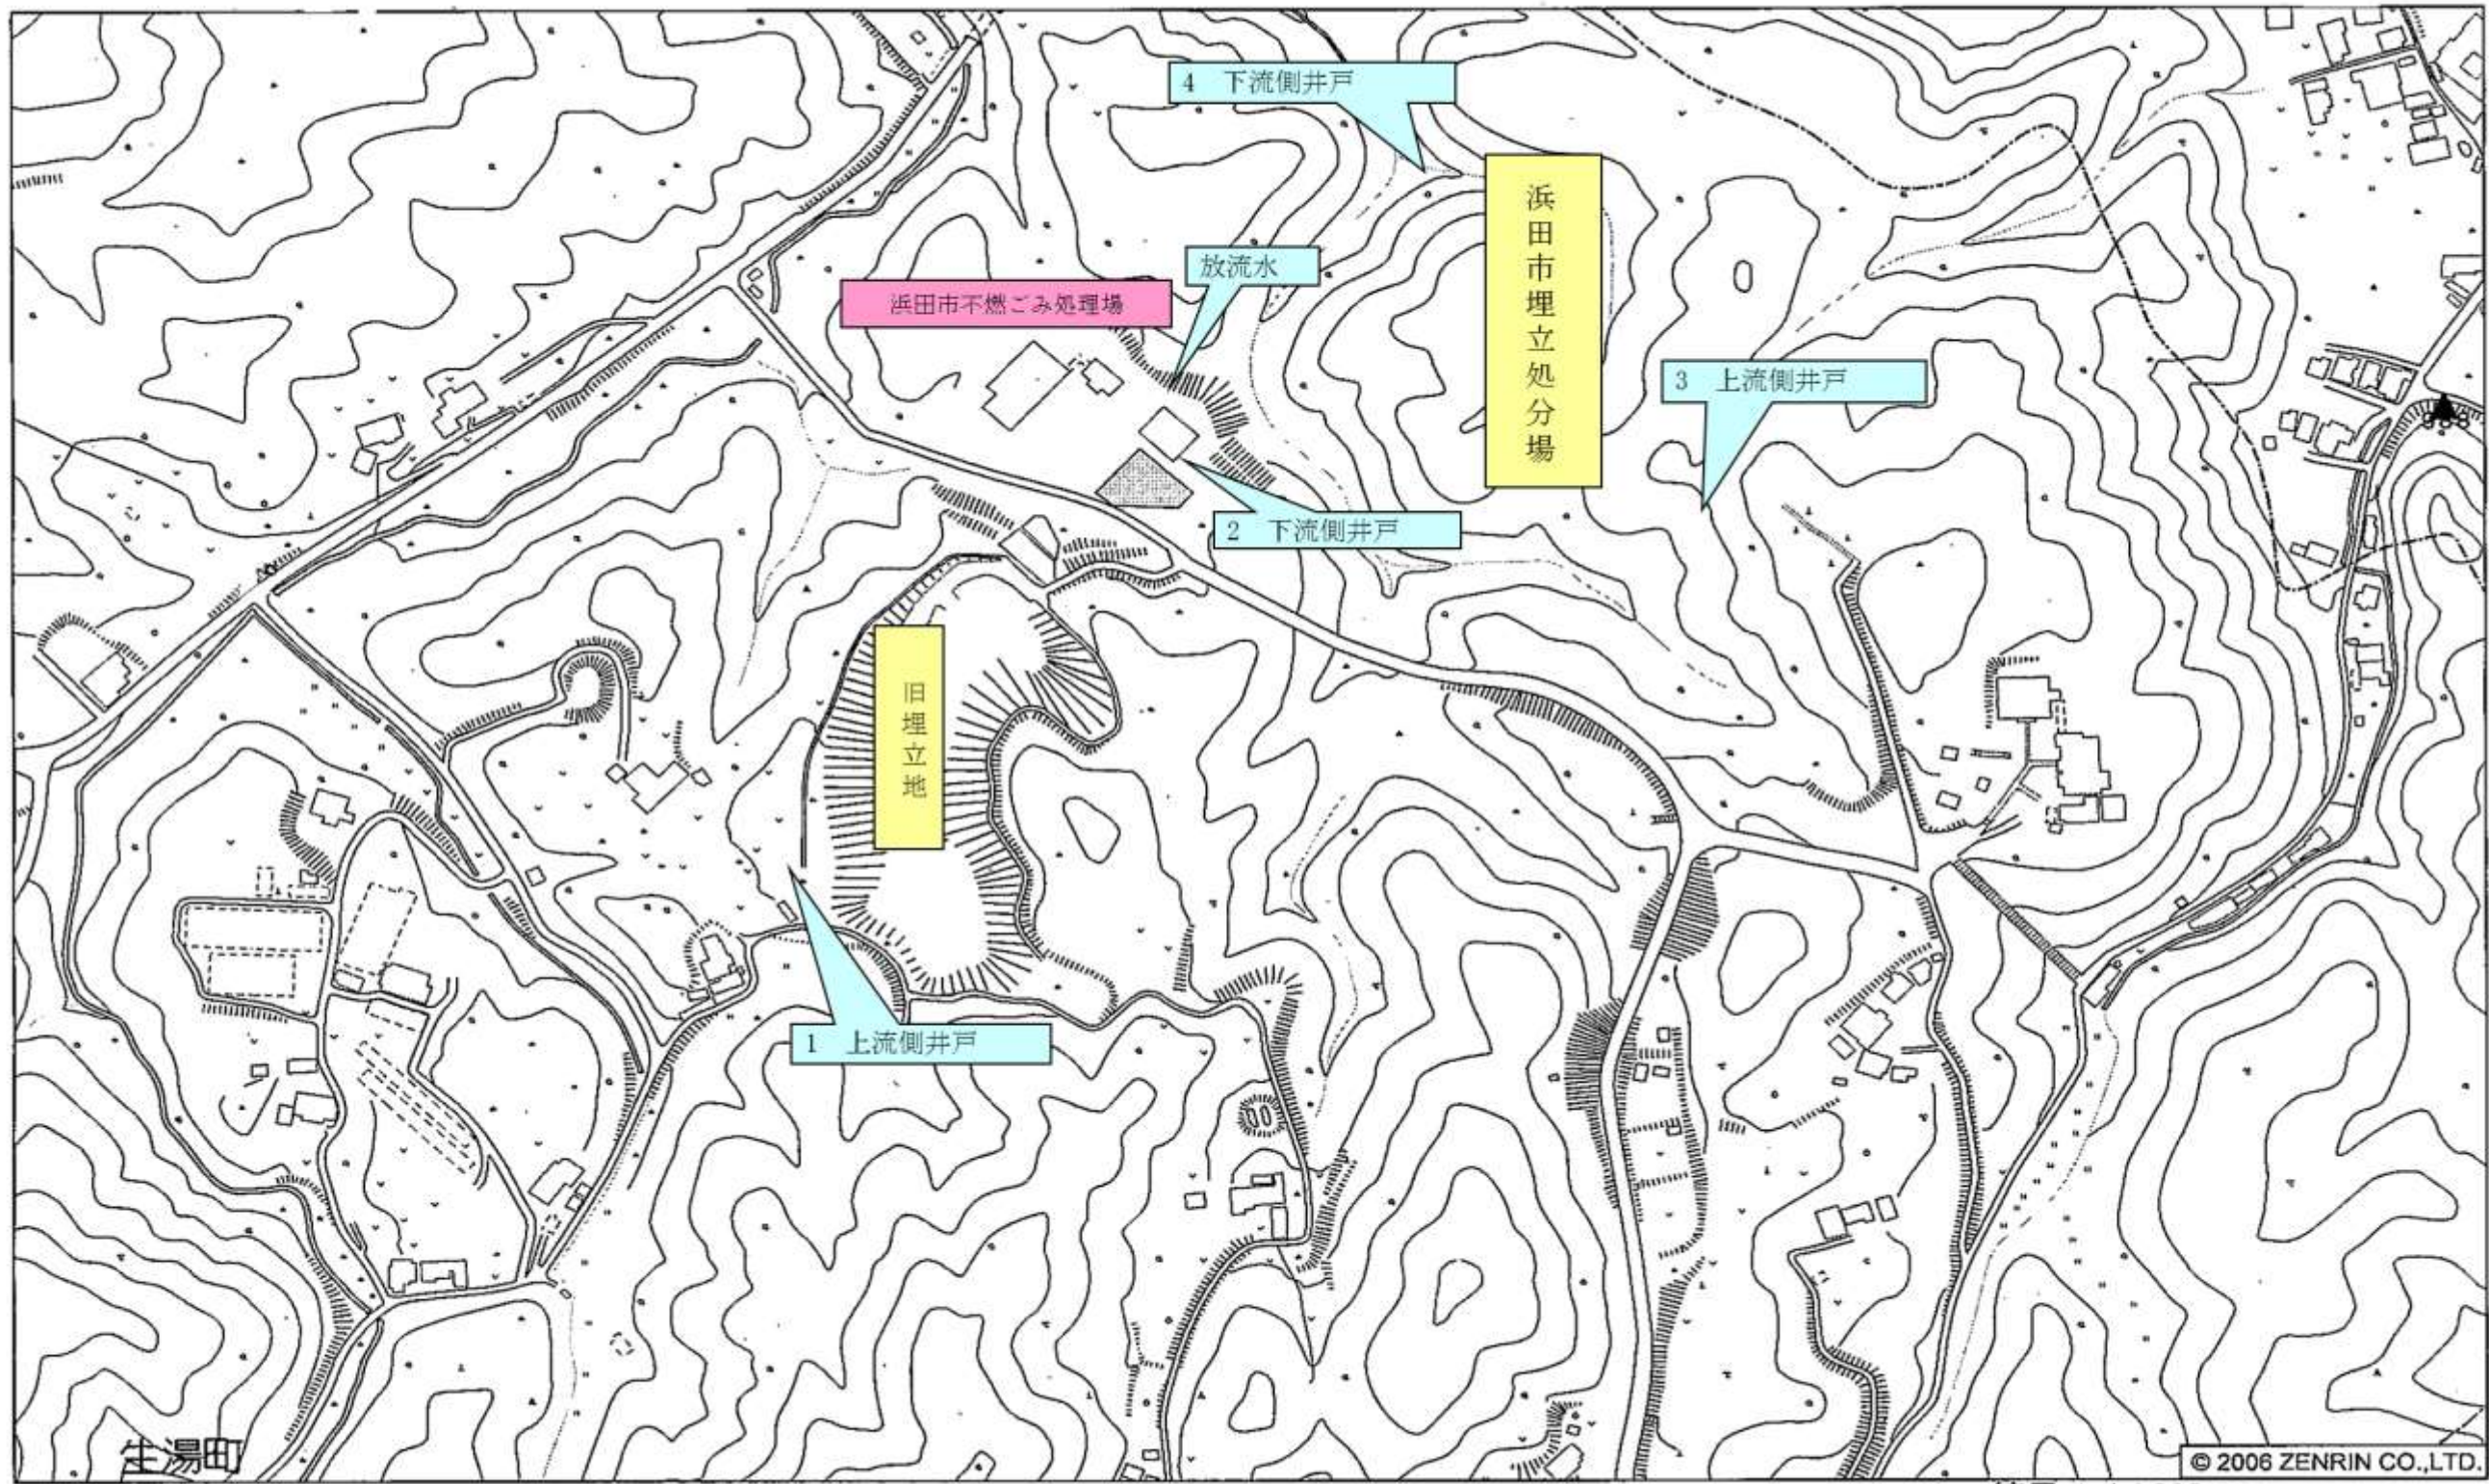 4 下流側井戸
浜田市埋立処分場
放流水
浜田市不燃ごみ処理場
3 上流側井戸
2 下流側井戸
旧埋立地
1 上流側井戸
生湯町
© 2006 ZENRIN CO.,LTD.